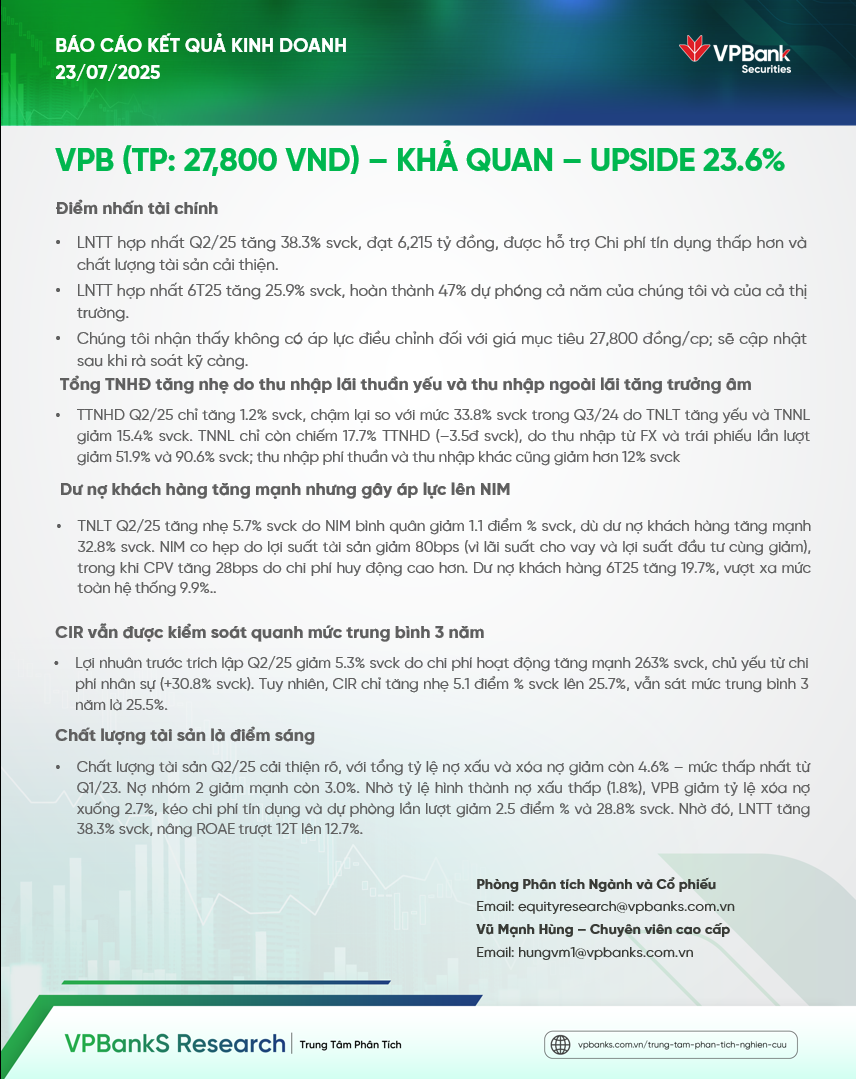 BÁO CÁO KẾT QUẢ KINH DOANH
23/07/2025
VPBank
Securities
VPB (TP: 27,800 VND) – KHẢ QUAN – UPSIDE 23.6%
Điểm nhấn tài chính
• LNTT hợp nhất Q2/25 tăng 38.3% svck, đạt 6,215 tỷ đồng, được hỗ trợ Chi phí tín dụng thấp hơn và
chất lượng tài sản cải thiện.
• LNTT hợp nhất 6T25 tăng 25.9% svck, hoàn thành 47% dự phóng cả năm của chúng tôi và của cả thị
trường.
• Chúng tôi nhận thấy không có áp lực điều chỉnh đối với giá mục tiêu 27,800 đồng/cp; sẽ cập nhật
sau khi rà soát kỹ càng.
Tổng TNHĐ tăng nhẹ do thu nhập lãi thuần yếu và thu nhập ngoài lãi tăng trưởng âm
• TTNHD Q2/25 chỉ tăng 1.2% svck, chậm lại so với mức 33.8% svck trong Q3/24 do TNLT tăng yếu và TNNL
giảm 15.4% svck. TNNL chỉ còn chiếm 17.7% TTNHD (–3.5đ svck), do thu nhập từ FX và trái phiếu lần lượt
giảm 51.9% và 90.6% svck; thu nhập phí thuần và thu nhập khác cũng giảm hơn 12% svck
Dư nợ khách hàng tăng mạnh nhưng gây áp lực lên NIM
• TNLT Q2/25 tăng nhẹ 5.7% svck do NIM bình quân giảm 1.1 điểm % svck, dù dư nợ khách hàng tăng mạnh
32.8% svck. NIM co hẹp do lợi suất tài sản giảm 80bps (vì lãi suất cho vay và lợi suất đầu tư cùng giảm),
trong khi CPV tăng 28bps do chi phí huy động cao hơn. Dư nợ khách hàng 6T25 tăng 19.7%, vượt xa mức
toàn hệ thống 9.9%..
CIR vẫn được kiểm soát quanh mức trung bình 3 năm
• Lợi nhuân trước trích lập Q2/25 giảm 5.3% svck do chi phí hoạt động tăng mạnh 263% svck, chủ yếu từ chi
phí nhân sự (+30.8% svck). Tuy nhiên, CIR chỉ tăng nhẹ 5.1 điểm % svck lên 25.7%, vẫn sát mức trung bình 3
năm là 25.5%.
Chất lượng tài sản là điểm sáng
• Chất lượng tài sản Q2/25 cải thiện rõ, với tổng tỷ lệ nợ xấu và xóa nợ giảm còn 4.6% – mức thấp nhất từ
Q1/23. Nợ nhóm 2 giảm mạnh còn 3.0%. Nhờ tỷ lệ hình thành nợ xấu thấp (1.8%), VPB giảm tỷ lệ xóa nợ
xuống 2.7%, kéo chi phí tín dụng và dự phòng lần lượt giảm 2.5 điểm % và 28.8% svck. Nhờ đó, LNTT tăng
38.3% svck, nâng ROAE trượt 12T lên 12.7%.
Phòng Phân tích Ngành và Cổ phiếu
Email: equityresearch@vpbanks.com.vn
Vũ Mạnh Hùng – Chuyên viên cao cấp
Email: hungvm1@vpbanks.com.vn
VPBankS Research | Trung Tâm Phân Tích
vpbanks.com.vn/trung-tam-phan-tich-nghien-cuu